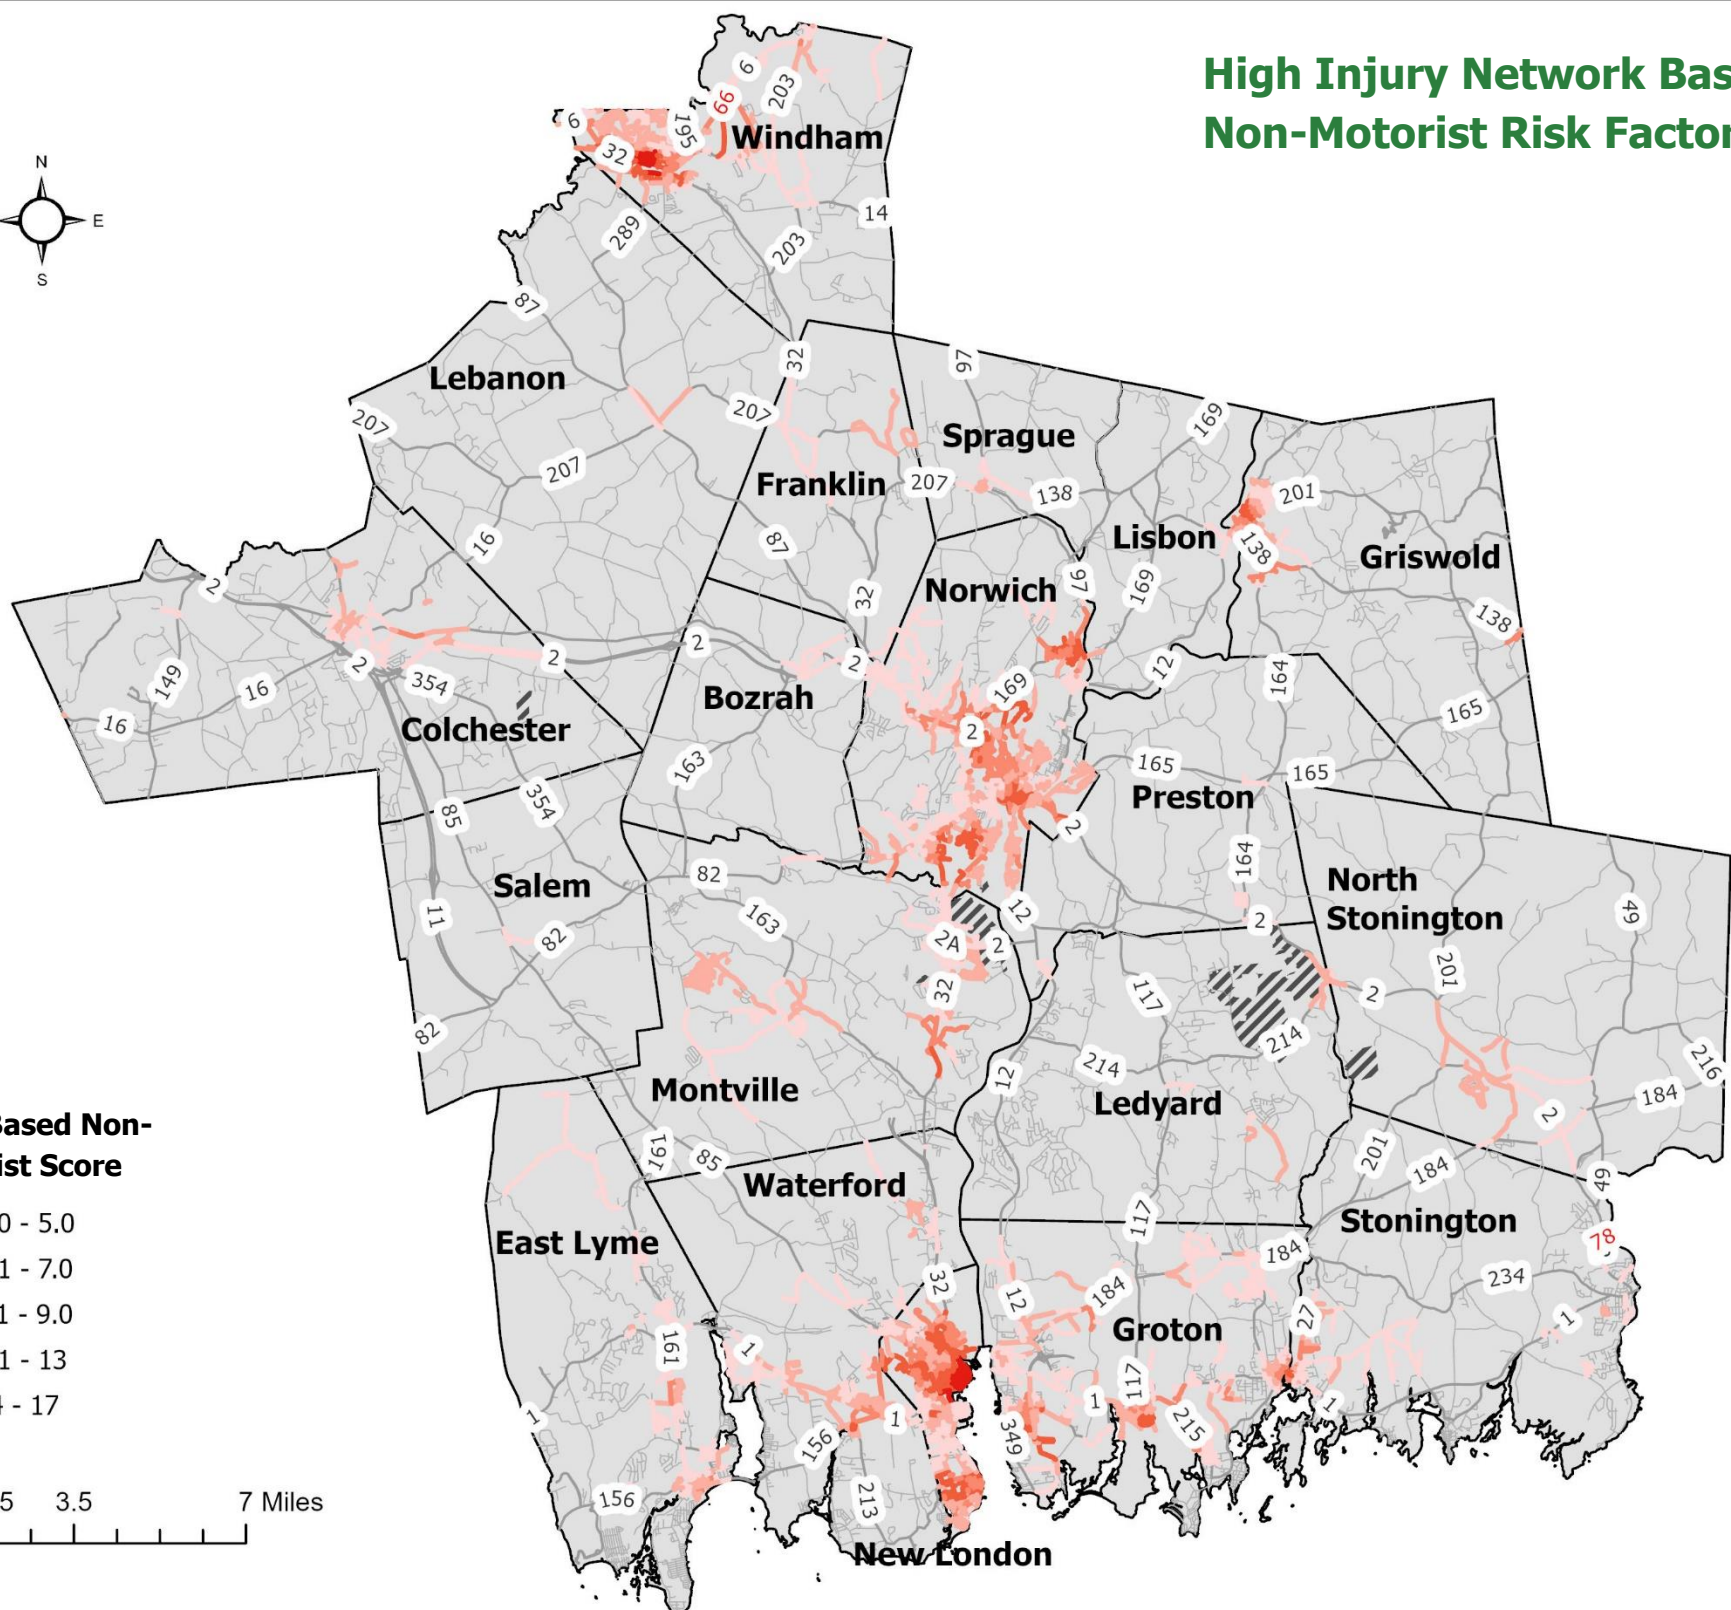 High Injury Network Bas
Non-Motorist Risk Factor
N
E
S
6
203
66
6
195
Windham
32
14
289
203
87
32
97
Lebanon
207
207
169
Sprague
207
Franklin
207
138
201
16
87
Lisbon
138
Griswold
2
32
Norwich
97
169
138
2
2
2
12
164
149
16
2
354
Bozrah
169
165
16
Colchester
2
163
165
165
85
354
Preston
2
164
82
Salem
North
Stonington
11
163
12
2
49
82
2A
2
32
117
2
201
82
214
214
216
12
Montville
Ledyard
184
2
Based Non-
ist Score
161
85
201
184
49
Waterford
117
Stonington
0 - 5.0
East Lyme
184
78
1 - 7.0
32
12
184
234
1 - 9.0
27
1
Groton
161
1
1 - 13
117
1
1
4 - 17
1
1
215
349
156
5
3.5
7 Miles
156
213
New London